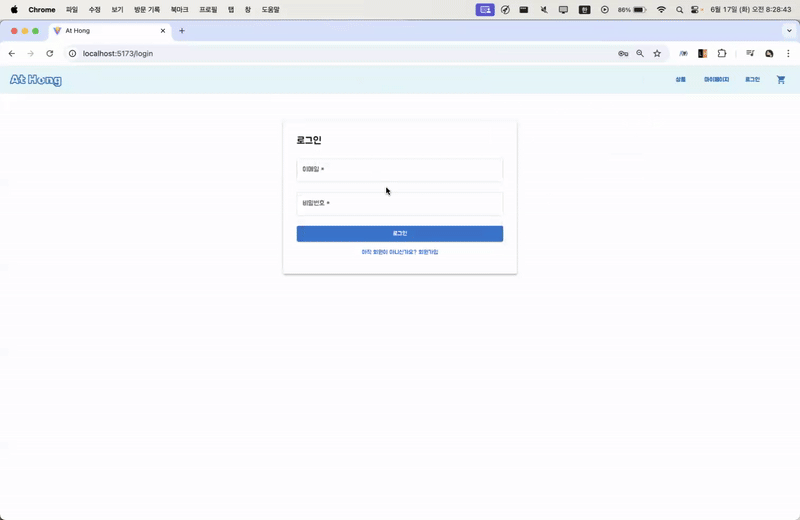 Chrome 파일 수정 보기 방문 기록 북마크 프로필 탭 창 도움말 한 86% 6월 17일 (화) 오전 8:28:43
At Hong
localhost:5173/login
At Hong 상품 마이페이지 로그인
로그인
이메일 *
비밀번호 *
로그인
아직 회원이 아니신가요? 회원가입